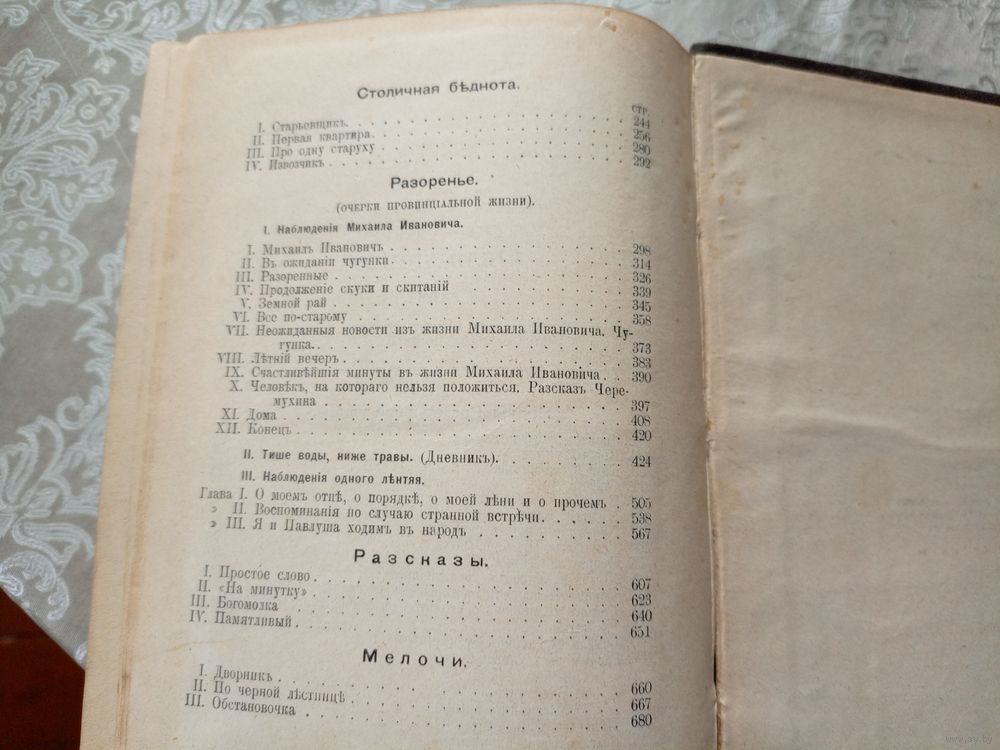 Столичная бѣднота.
стр.
I. Старьевщикъ. 244
II. Первая квартира. 256
III. Про одну старуху 280
IV. Извозчик 292
Разоренье.
(очерки провинціальной жизни).
I. Наблюденія Михаила Ивановича.
I. Михаилъ Ивановичъ 298
II. Въ ожиданіи чугунки 314
III. Разоренные 326
IV. Продолженіе скуки и скитаній 339
V. Земной рай 345
VI. Все по-старому 358
VII. Неожиданныя новости изъ жизни Михаила Ивановича. Чу-
гунка. 373
VIII. Лѣтній вечеръ 383
IX. Счастливѣйшія минуты въ жизни Михаила Ивановича 390
X. Человѣкъ, на котораго нельзя положиться. Разсказъ Чере-
мухина 397
XI. Дома 408
XII. Конецъ 420
II. Тише воды, ниже травы. (Дневникъ). 424
III. Наблюденія одного лѣнтяя.
Глава I. О моемъ отцѣ, о порядкѣ, о моей лѣни и о прочемъ 505
» II. Воспоминанія по случаю странной встрѣчи. 538
» III. Я и Павлуша ходимъ въ народъ 567
Разсказы.
I. Простое слово 607
II. «На минутку» 623
III. Богомолка 640
IV. Памятливый 651
Мелочи.
I. Дворникъ 660
II. По черной лѣстницѣ 667
III. Обстановочка 680